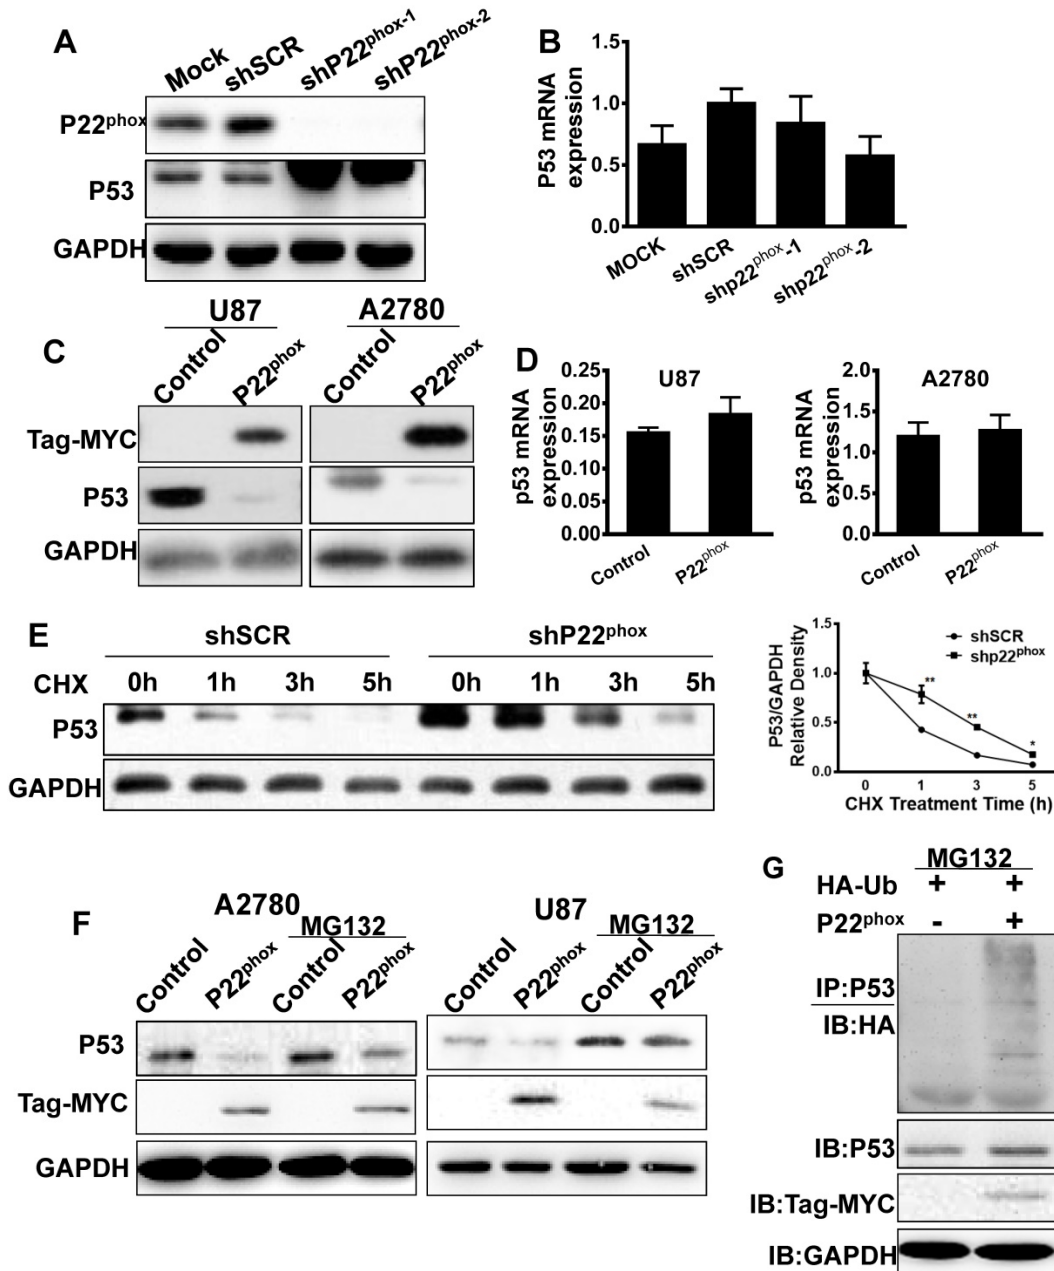 A
Mock
shSCR
shP22phox-1
shP22phox-2
P22phox
P53
GAPDH
B
P53 mRNA
expression
1.5
1.0
0.5
0.0
MOCK
shSCR
shp22phox-1
shp22phox-2
C
U87
A2780
Control
P22phox
Control
P22phox
Tag-MYC
P53
GAPDH
D
U87
p53 mRNA
expression
0.25
0.20
0.15
0.10
0.05
0.00
Control
P22phox
A2780
p53 mRNA
expression
2.0
1.5
1.0
0.5
0.0
Control
P22phox
E
shSCR
shP22phox
CHX 0h 1h 3h 5h 0h 1h 3h 5h
P53
GAPDH
P53/GAPDH
Relative Density
1.5
1.0
0.5
0.0
shSCR
shp22phox
**
**
*
0 1 3 5
CHX Treatment Time (h)
F
A2780
MG132
Control
P22phox
Control
P22phox
U87
MG132
Control
P22phox
Control
P22phox
P53
Tag-MYC
GAPDH
G
MG132
HA-Ub + +
P22phox - +
IP:P53
IB:HA
IB:P53
IB:Tag-MYC
IB:GAPDH